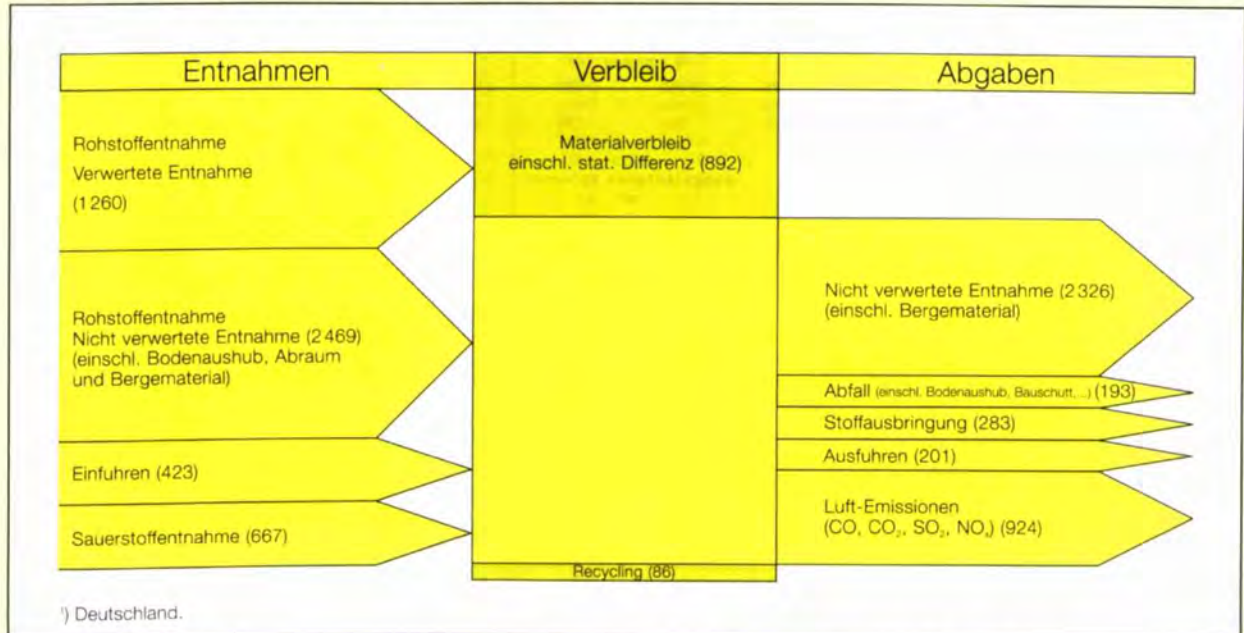 Entnahmen
Verbleib
Abgaben
Rohstoffentnahme
Verwertete Entnahme
(1 260)
Rohstoffentnahme
Nicht verwertete Entnahme (2 469)
(einschl. Bodenaushub, Abraum
und Bergematerial)
Einfuhren (423)
Sauerstoffentnahme (667)
Materialverbleib
einschl. stat. Differenz (892)
Recycling (86)
Nicht verwertete Entnahme (2 326)
(einschl. Bergematerial)
Abfall (einschl. Bodenaushub, Bauschutt, ...) (193)
Stoffausbringung (283)
Ausfuhren (201)
Luft-Emissionen
(CO, CO₂, SO₂, NOₓ) (924)
¹) Deutschland.